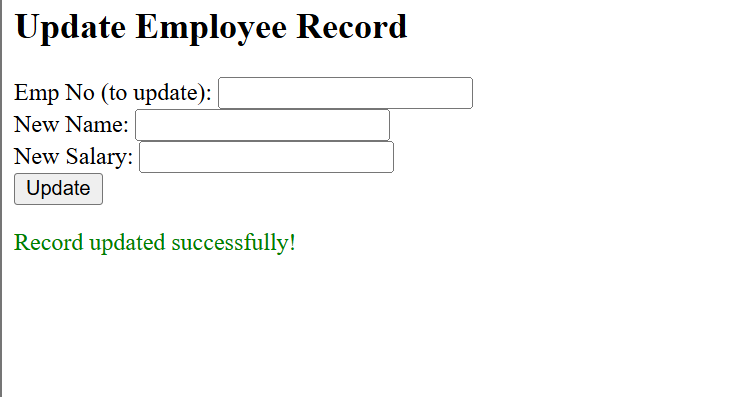 Update Employee Record
Emp No (to update):
New Name:
New Salary:
Update
Record updated successfully!